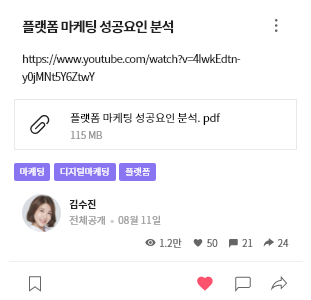 플랫폼 마케팅 성공요인 분석
https://www.youtube.com/watch?v=4lwkEdtn-
y0jMNt5Y6ZtwY
플랫폼 마케팅 성공요인 분석. pdf
115 MB
마케팅 디지털마케팅 플랫폼
김수진
전체공개 • 08월 11일
1.2만 50 21 24